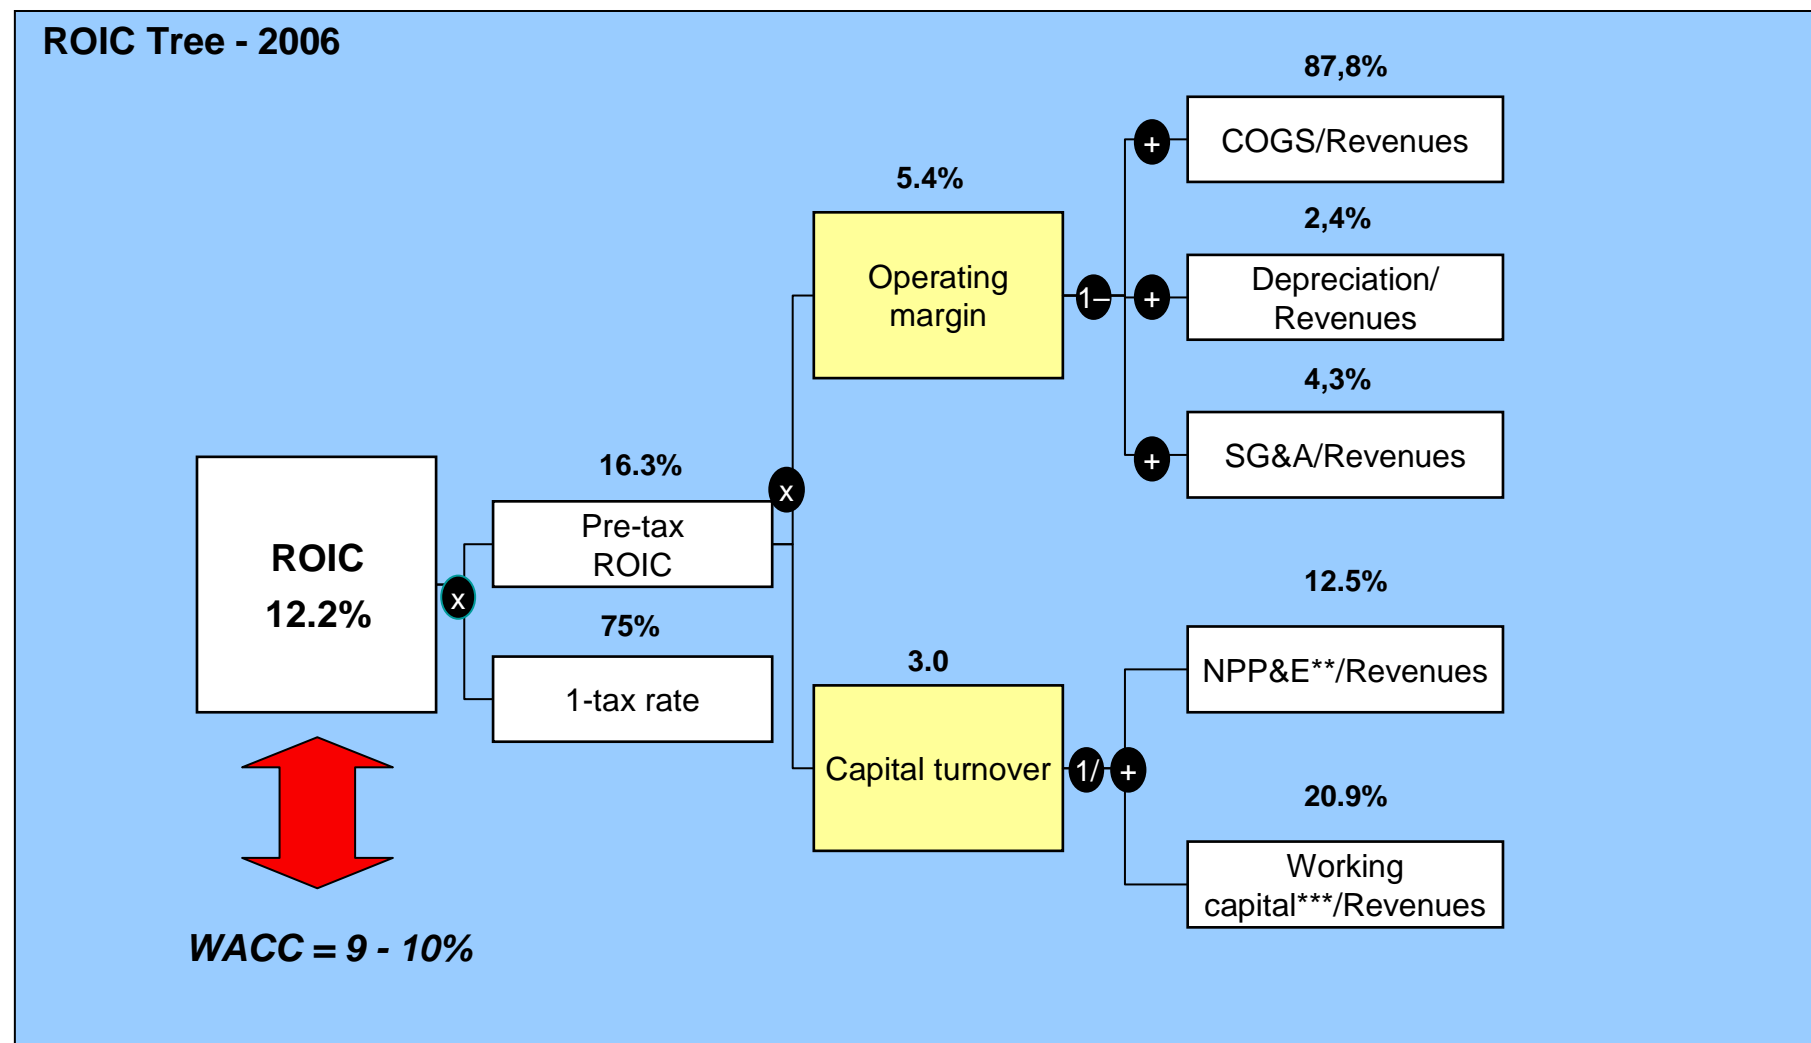 ROIC Tree - 2006
87,8%
COGS/Revenues
+
5.4%
2,4%
Operating
margin
1–
+
Depreciation/
Revenues
4,3%
+
SG&A/Revenues
16.3%
x
Pre-tax
ROIC
ROIC
12.2%
x
75%
1-tax rate
12.5%
NPP&E**/Revenues
3.0
Capital turnover
1/
+
20.9%
Working
capital***/Revenues
WACC = 9 - 10%